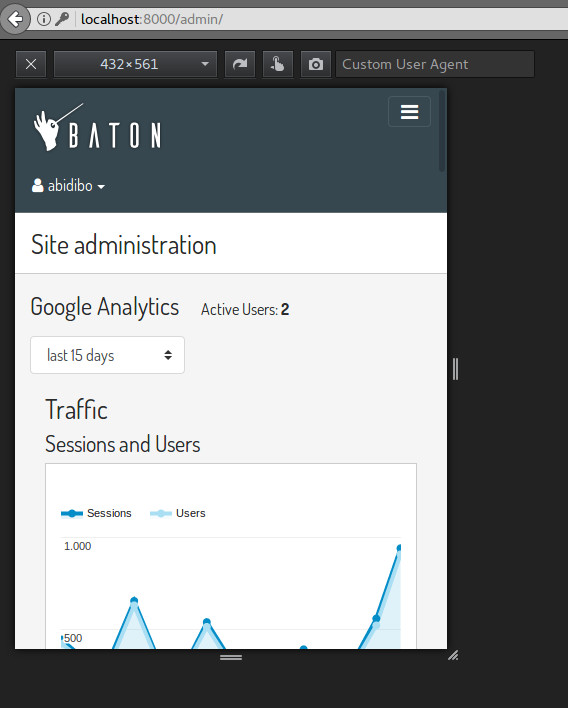 localhost:8000/admin/
432×561
Custom User Agent
BATON
abidibo
Site administration
Google Analytics Active Users: 2
last 15 days
Traffic
Sessions and Users
Sessions Users
1.000
500